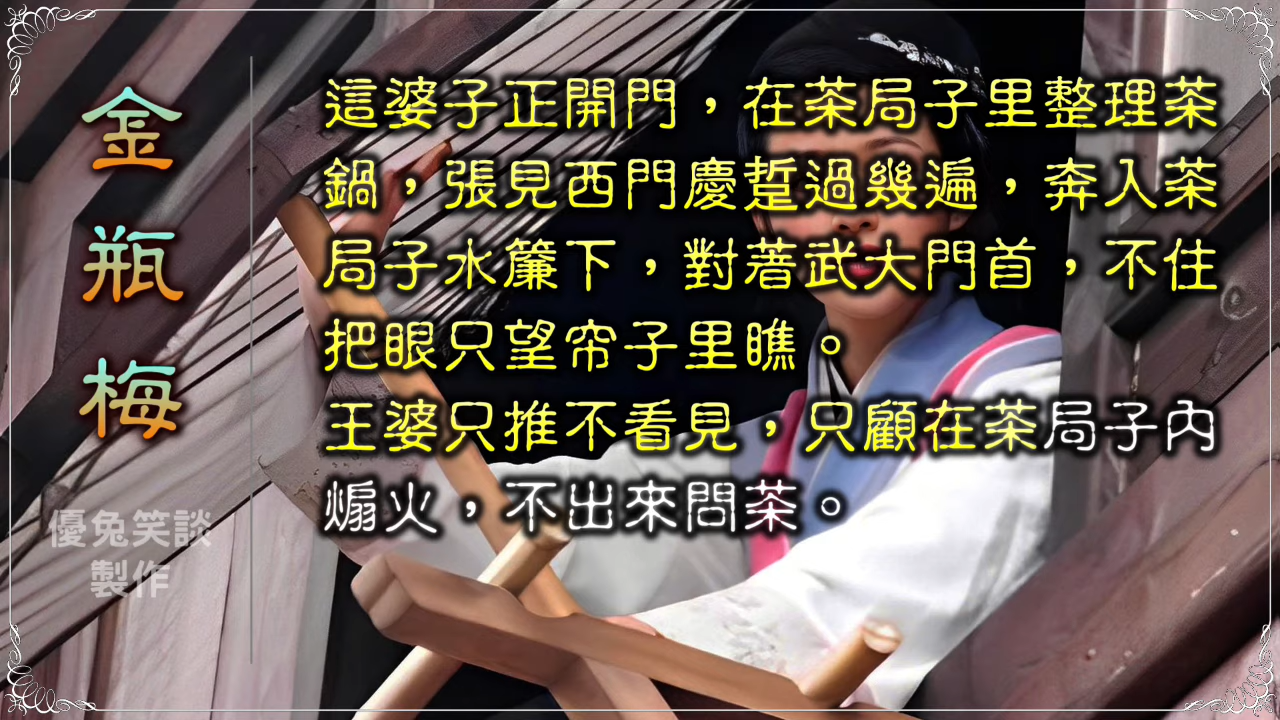 金瓶梅
優兔笑談
製作
這婆子正開門，在茶局子里整理茶
鍋，張見西門慶踅過幾遍，奔入茶
局子水簾下，對著武大門首，不住
把眼只望帘子里瞧。
王婆只推不看見，只顧在茶局子內
煽火，不出來問茶。